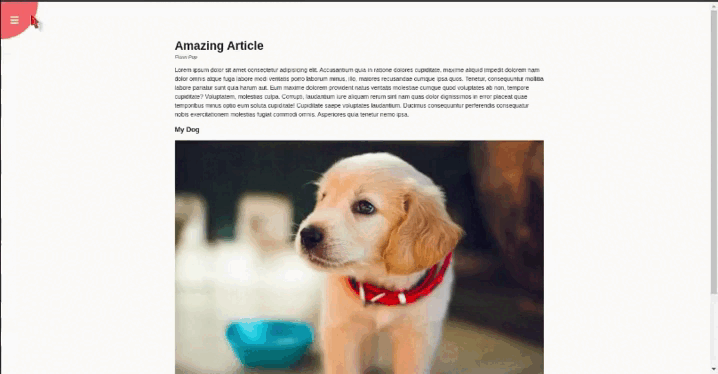 Amazing Article
Florin Pop
Lorem ipsum dolor sit amet consectetur adipisicing elit. Accusantium quia in ratione dolores cupiditate, maxime aliquid impedit dolorem nam
dolor omnis atque fuga labore modi veritatis porro laborum minus, illo, maiores recusandae cumque ipsa quos. Tenetur, consequuntur mollitia
labore pariatur sunt quia harum aut. Eum maxime dolorem provident natus veritatis molestiae cumque quod voluptates ab non, tempore
cupiditate? Voluptatem, molestias culpa. Corrupti, laudantium iure aliquam rerum sint nam quas dolor dignissimos in error placeat quae
temporibus minus optio eum soluta cupiditate! Cupiditate saepe voluptates laudantium. Ducimus consequuntur perferendis consequatur
nobis exercitationem molestias fugiat commodi omnis. Asperiores quia tenetur nemo ipsa.
My Dog